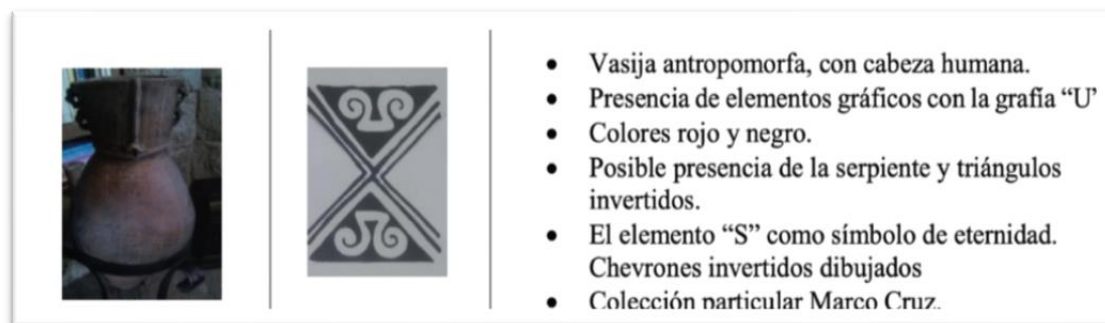 • Vasija antropomorfa, con cabeza humana.
• Presencia de elementos gráficos con la grafía “U’
• Colores rojo y negro.
• Posible presencia de la serpiente y triángulos
invertidos.
• El elemento “S” como símbolo de eternidad.
Chevrones invertidos dibujados
• Colección particular Marco Cruz.